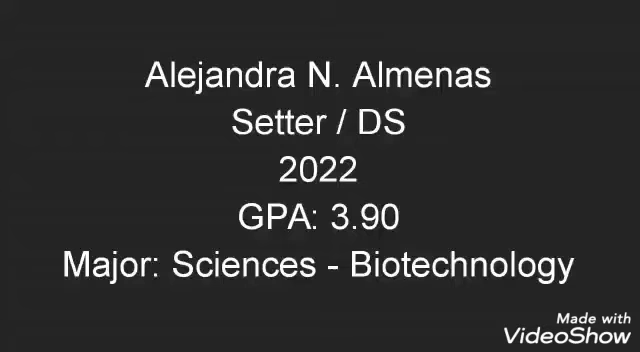 Alejandra N. Almenas
Setter / DS
2022
GPA: 3.90
Major: Sciences - Biotechnology
Made with
VideoShow